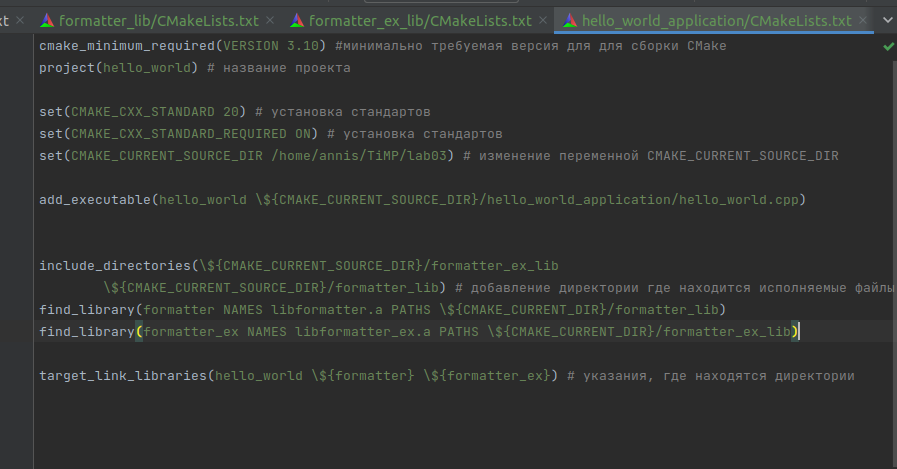 xt formatter_lib/CMakeLists.txt formatter_ex_lib/CMakeLists.txt hello_world_application/CMakeLists.txt
cmake_minimum_required(VERSION 3.10) #минимально требуемая версия для для сборки CMake
project(hello_world) # название проекта
set(CMAKE_CXX_STANDARD 20) # установка стандартов
set(CMAKE_CXX_STANDARD_REQUIRED ON) # установка стандартов
set(CMAKE_CURRENT_SOURCE_DIR /home/annis/TiMP/lab03) # изменение переменной CMAKE_CURRENT_SOURCE_DIR
add_executable(hello_world \${CMAKE_CURRENT_SOURCE_DIR}/hello_world_application/hello_world.cpp)
include_directories(\${CMAKE_CURRENT_SOURCE_DIR}/formatter_ex_lib
\${CMAKE_CURRENT_SOURCE_DIR}/formatter_lib) # добавление директории где находится исполняемые файлы
find_library(formatter NAMES libformatter.a PATHS \${CMAKE_CURRENT_DIR}/formatter_lib)
find_library(formatter_ex NAMES libformatter_ex.a PATHS \${CMAKE_CURRENT_DIR}/formatter_ex_lib)
target_link_libraries(hello_world \${formatter} \${formatter_ex}) # указания, где находятся директории